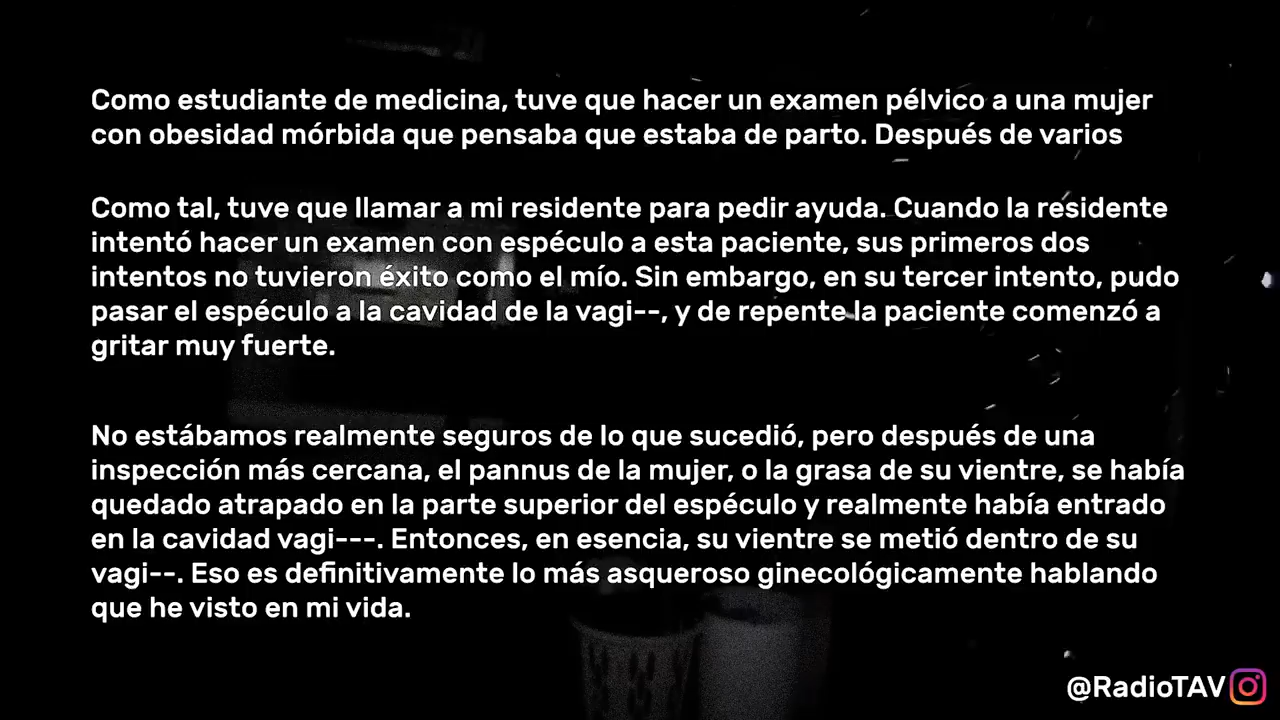 Como estudiante de medicina, tuve que hacer un examen pélvico a una mujer
con obesidad mórbida que pensaba que estaba de parto. Después de varios
Como tal, tuve que llamar a mi residente para pedir ayuda. Cuando la residente
intentó hacer un examen con espéculo a esta paciente, sus primeros dos
intentos no tuvieron éxito como el mío. Sin embargo, en su tercer intento, pudo
pasar el espéculo a la cavidad de la vagi--, y de repente la paciente comenzó a
gritar muy fuerte.
No estábamos realmente seguros de lo que sucedió, pero después de una
inspección más cercana, el pannus de la mujer, o la grasa de su vientre, se había
quedado atrapado en la parte superior del espéculo y realmente había entrado
en la cavidad vagi---. Entonces, en esencia, su vientre se metió dentro de su
vagi--. Eso es definitivamente lo más asqueroso ginecológicamente hablando
que he visto en mi vida.
@RadioTAV